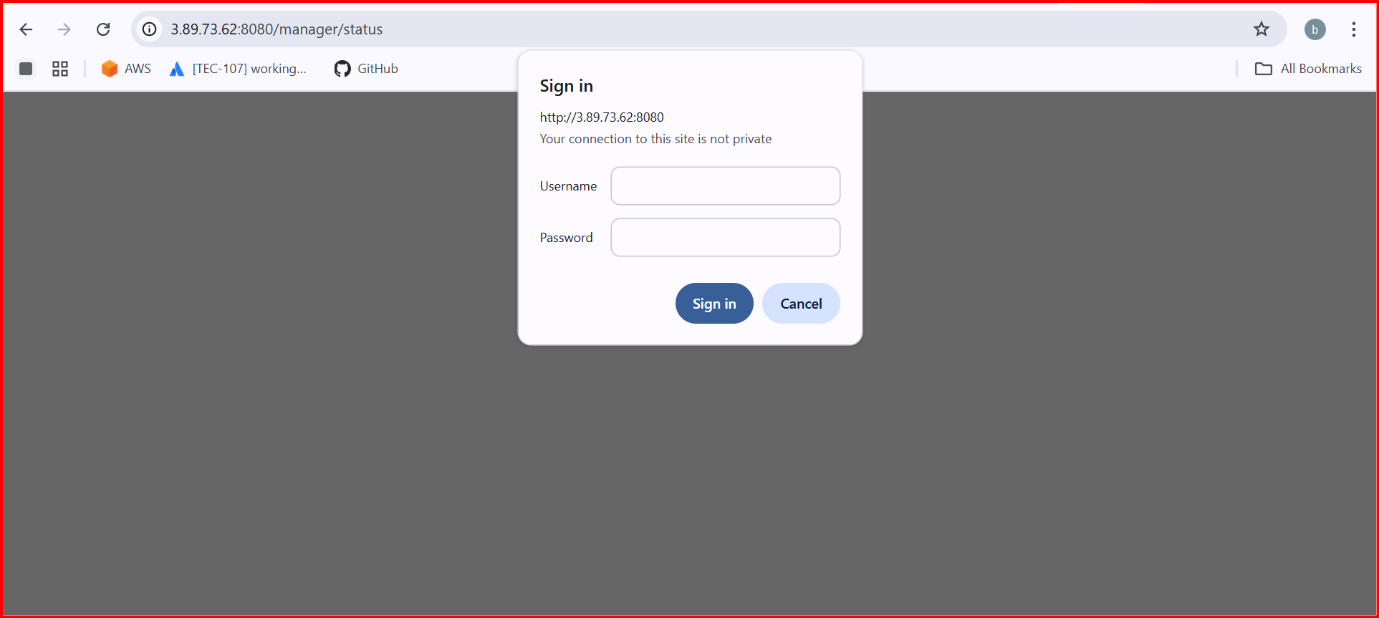 3.89.73.62:8080/manager/status
b
AWS
[TEC-107] working...
GitHub
All Bookmarks
Sign in
http://3.89.73.62:8080
Your connection to this site is not private
Username
Password
Sign in
Cancel